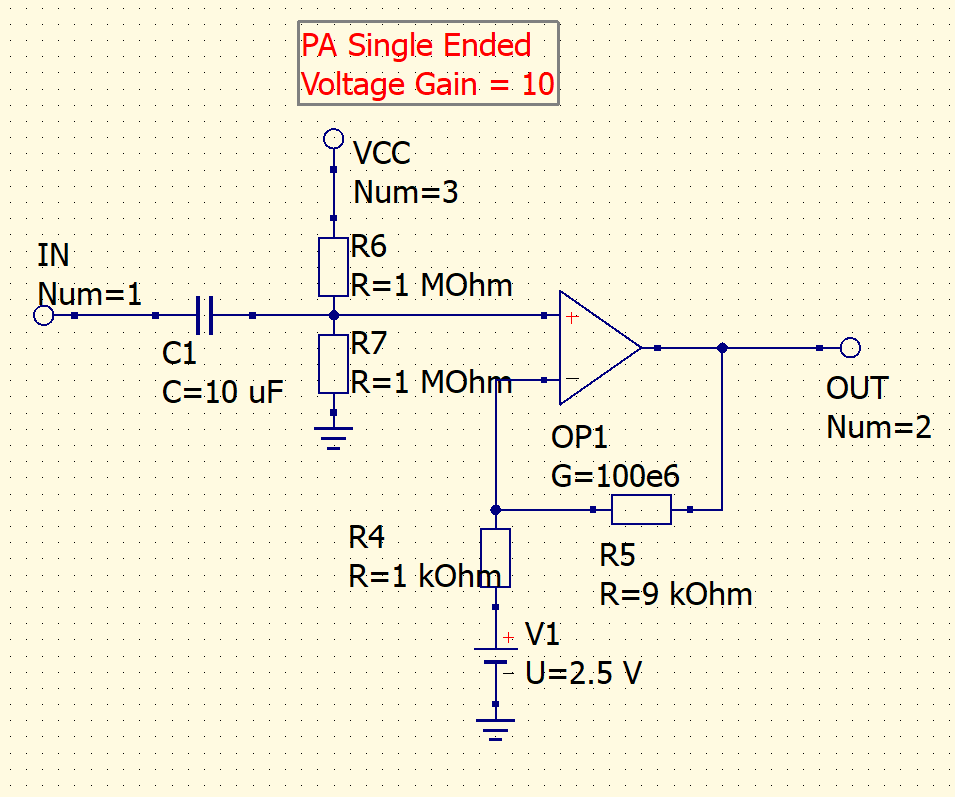 PA Single Ended
Voltage Gain = 10
VCC
Num=3
IN
Num=1
R6
R=1 MOhm
C1
C=10 uF
R7
R=1 MOhm
+
−
OP1
G=100e6
OUT
Num=2
R4
R=1 kOhm
R5
R=9 kOhm
+
−
V1
U=2.5 V